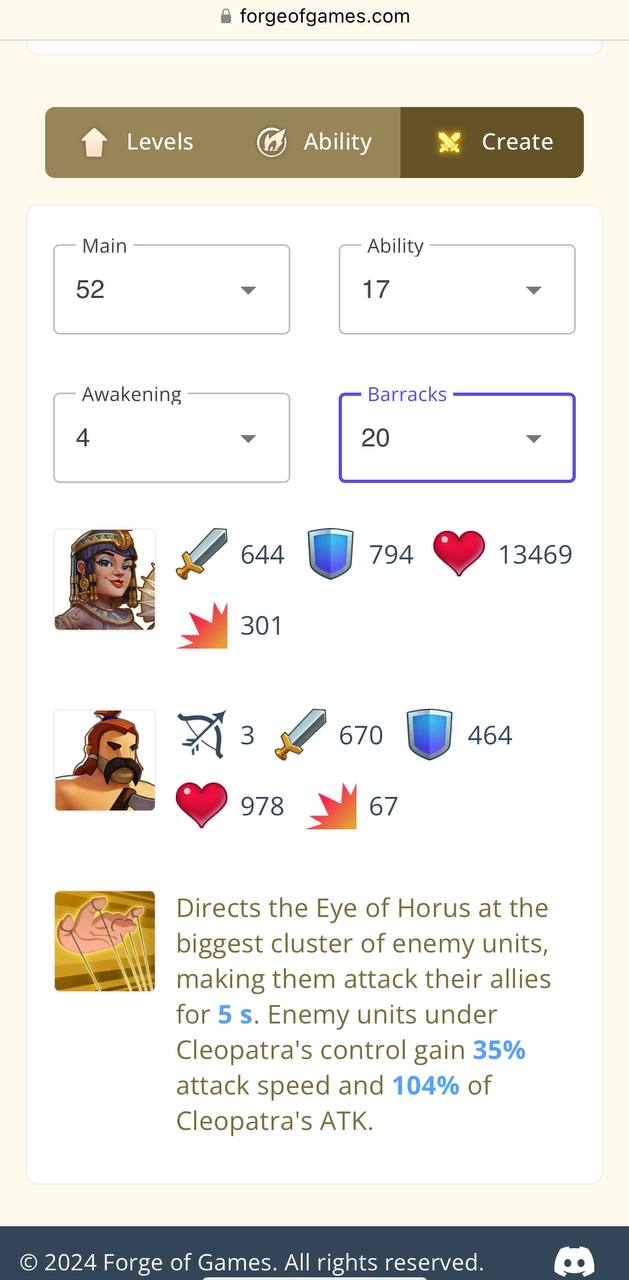 forgeofgames.com
Levels Ability Create
Main Ability
52 17
Awakening Barracks
4 20
644 794 13469
301
3 670 464
978 67
Directs the Eye of Horus at the
biggest cluster of enemy units,
making them attack their allies
for 5 s. Enemy units under
Cleopatra's control gain 35%
attack speed and 104% of
Cleopatra's ATK.
© 2024 Forge of Games. All rights reserved.